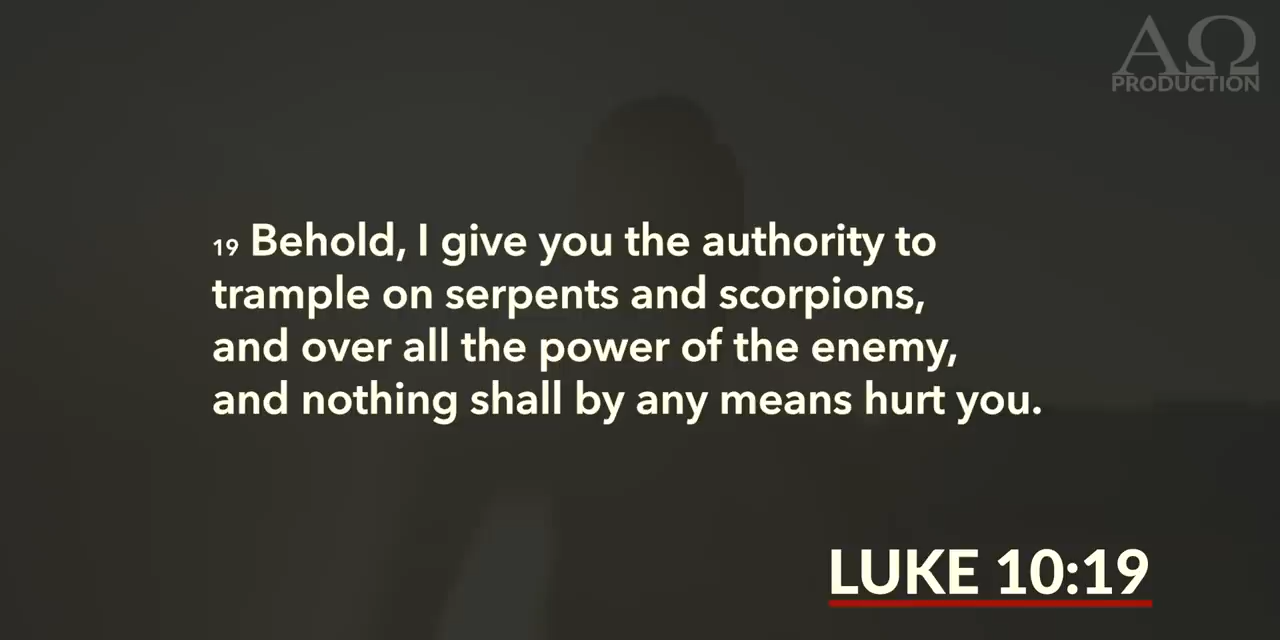 ΑΩ
PRODUCTION
19 Behold, I give you the authority to
trample on serpents and scorpions,
and over all the power of the enemy,
and nothing shall by any means hurt you.
LUKE 10:19